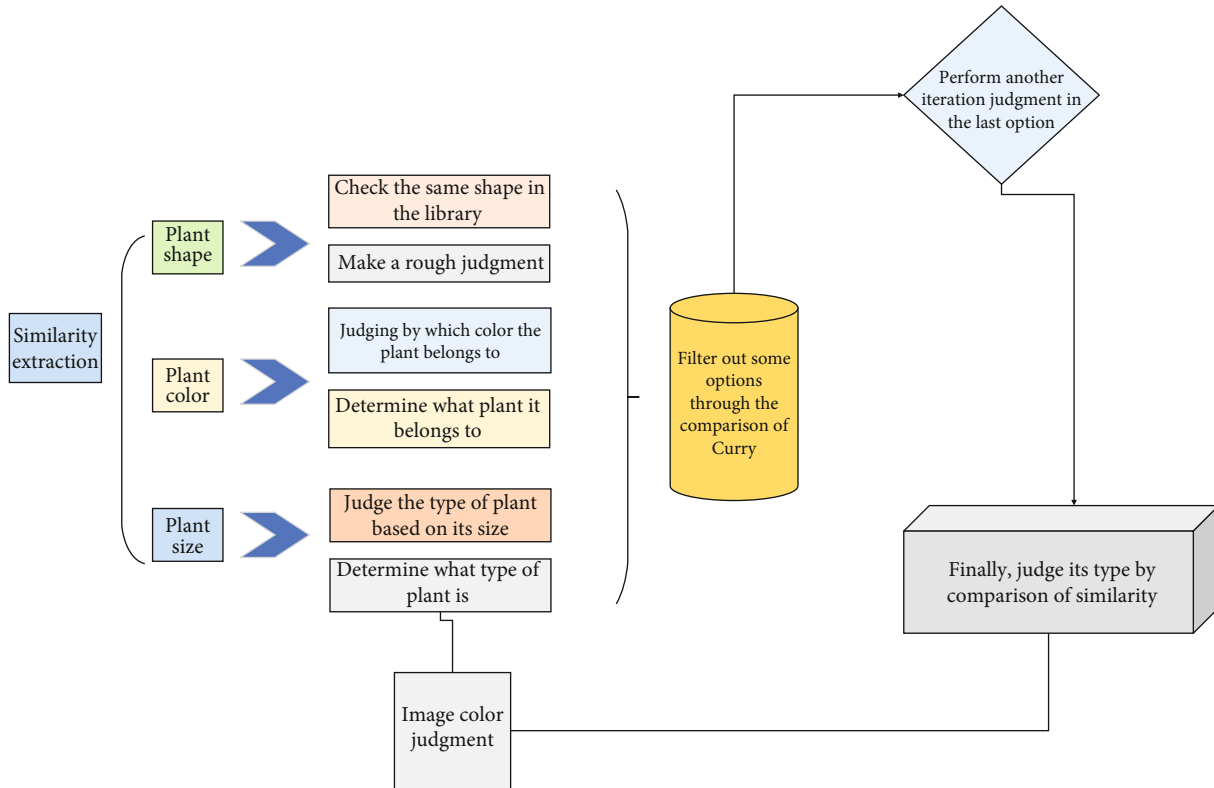 Similarity
extraction
Plant
shape
Plant
color
Plant
size
Check the same shape in
the library
Make a rough judgment
Judging by which color the
plant belongs to
Determine what plant it
belongs to
Judge the type of plant
based on its size
Determine what type of
plant is
Image color
judgment
Filter out some
options
through the
comparison of
Curry
Perform another
iteration judgment in
the last option
Finally, judge its type by
comparison of similarity